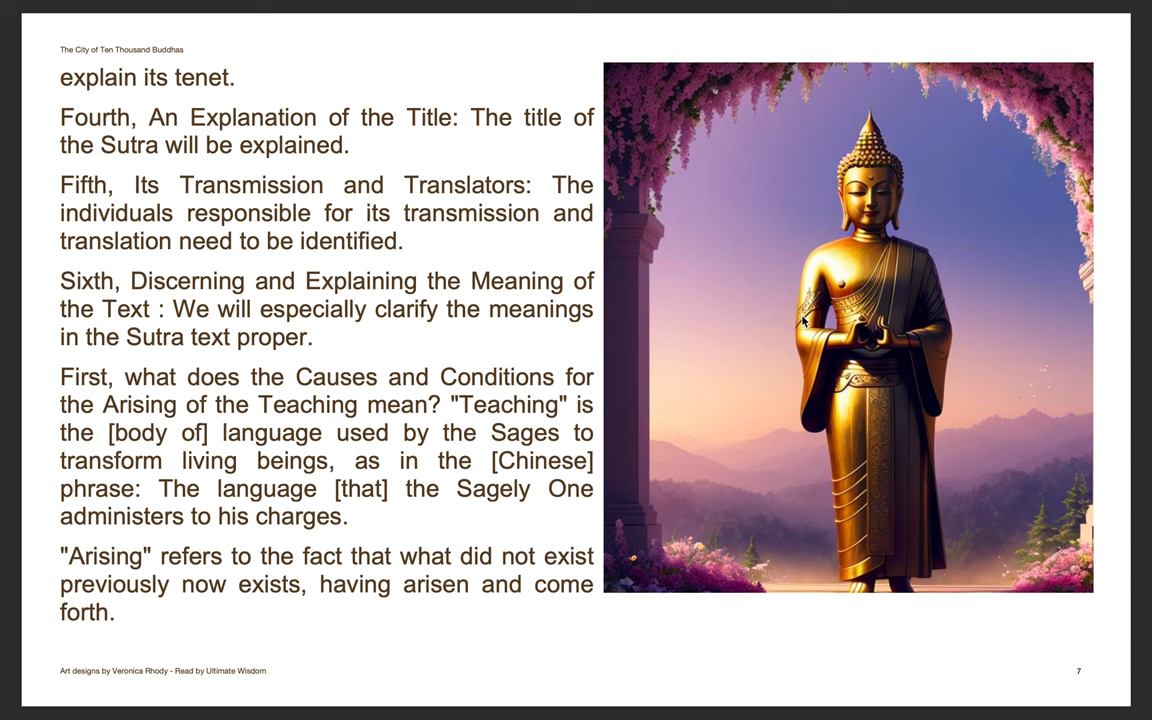 The City of Ten Thousand Buddhas
explain its tenet.
Fourth, An Explanation of the Title: The title of
the Sutra will be explained.
Fifth, Its Transmission and Translators: The
individuals responsible for its transmission and
translation need to be identified.
Sixth, Discerning and Explaining the Meaning of
the Text : We will especially clarify the meanings
in the Sutra text proper.
First, what does the Causes and Conditions for
the Arising of the Teaching mean? "Teaching" is
the [body of] language used by the Sages to
transform living beings, as in the [Chinese]
phrase: The language [that] the Sagely One
administers to his charges.
"Arising" refers to the fact that what did not exist
previously now exists, having arisen and come
forth.
Art designs by Veronica Rhody - Read by Ultimate Wisdom
7